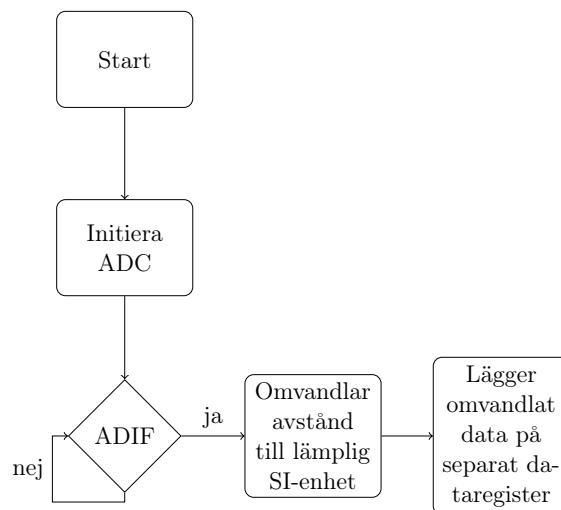 Start
Initiera
ADC
ADIF
ja
nej
Omvandlar
avstånd
till lämplig
SI-enhet
Lägger
omvandlat
data på
separat da-
taregister